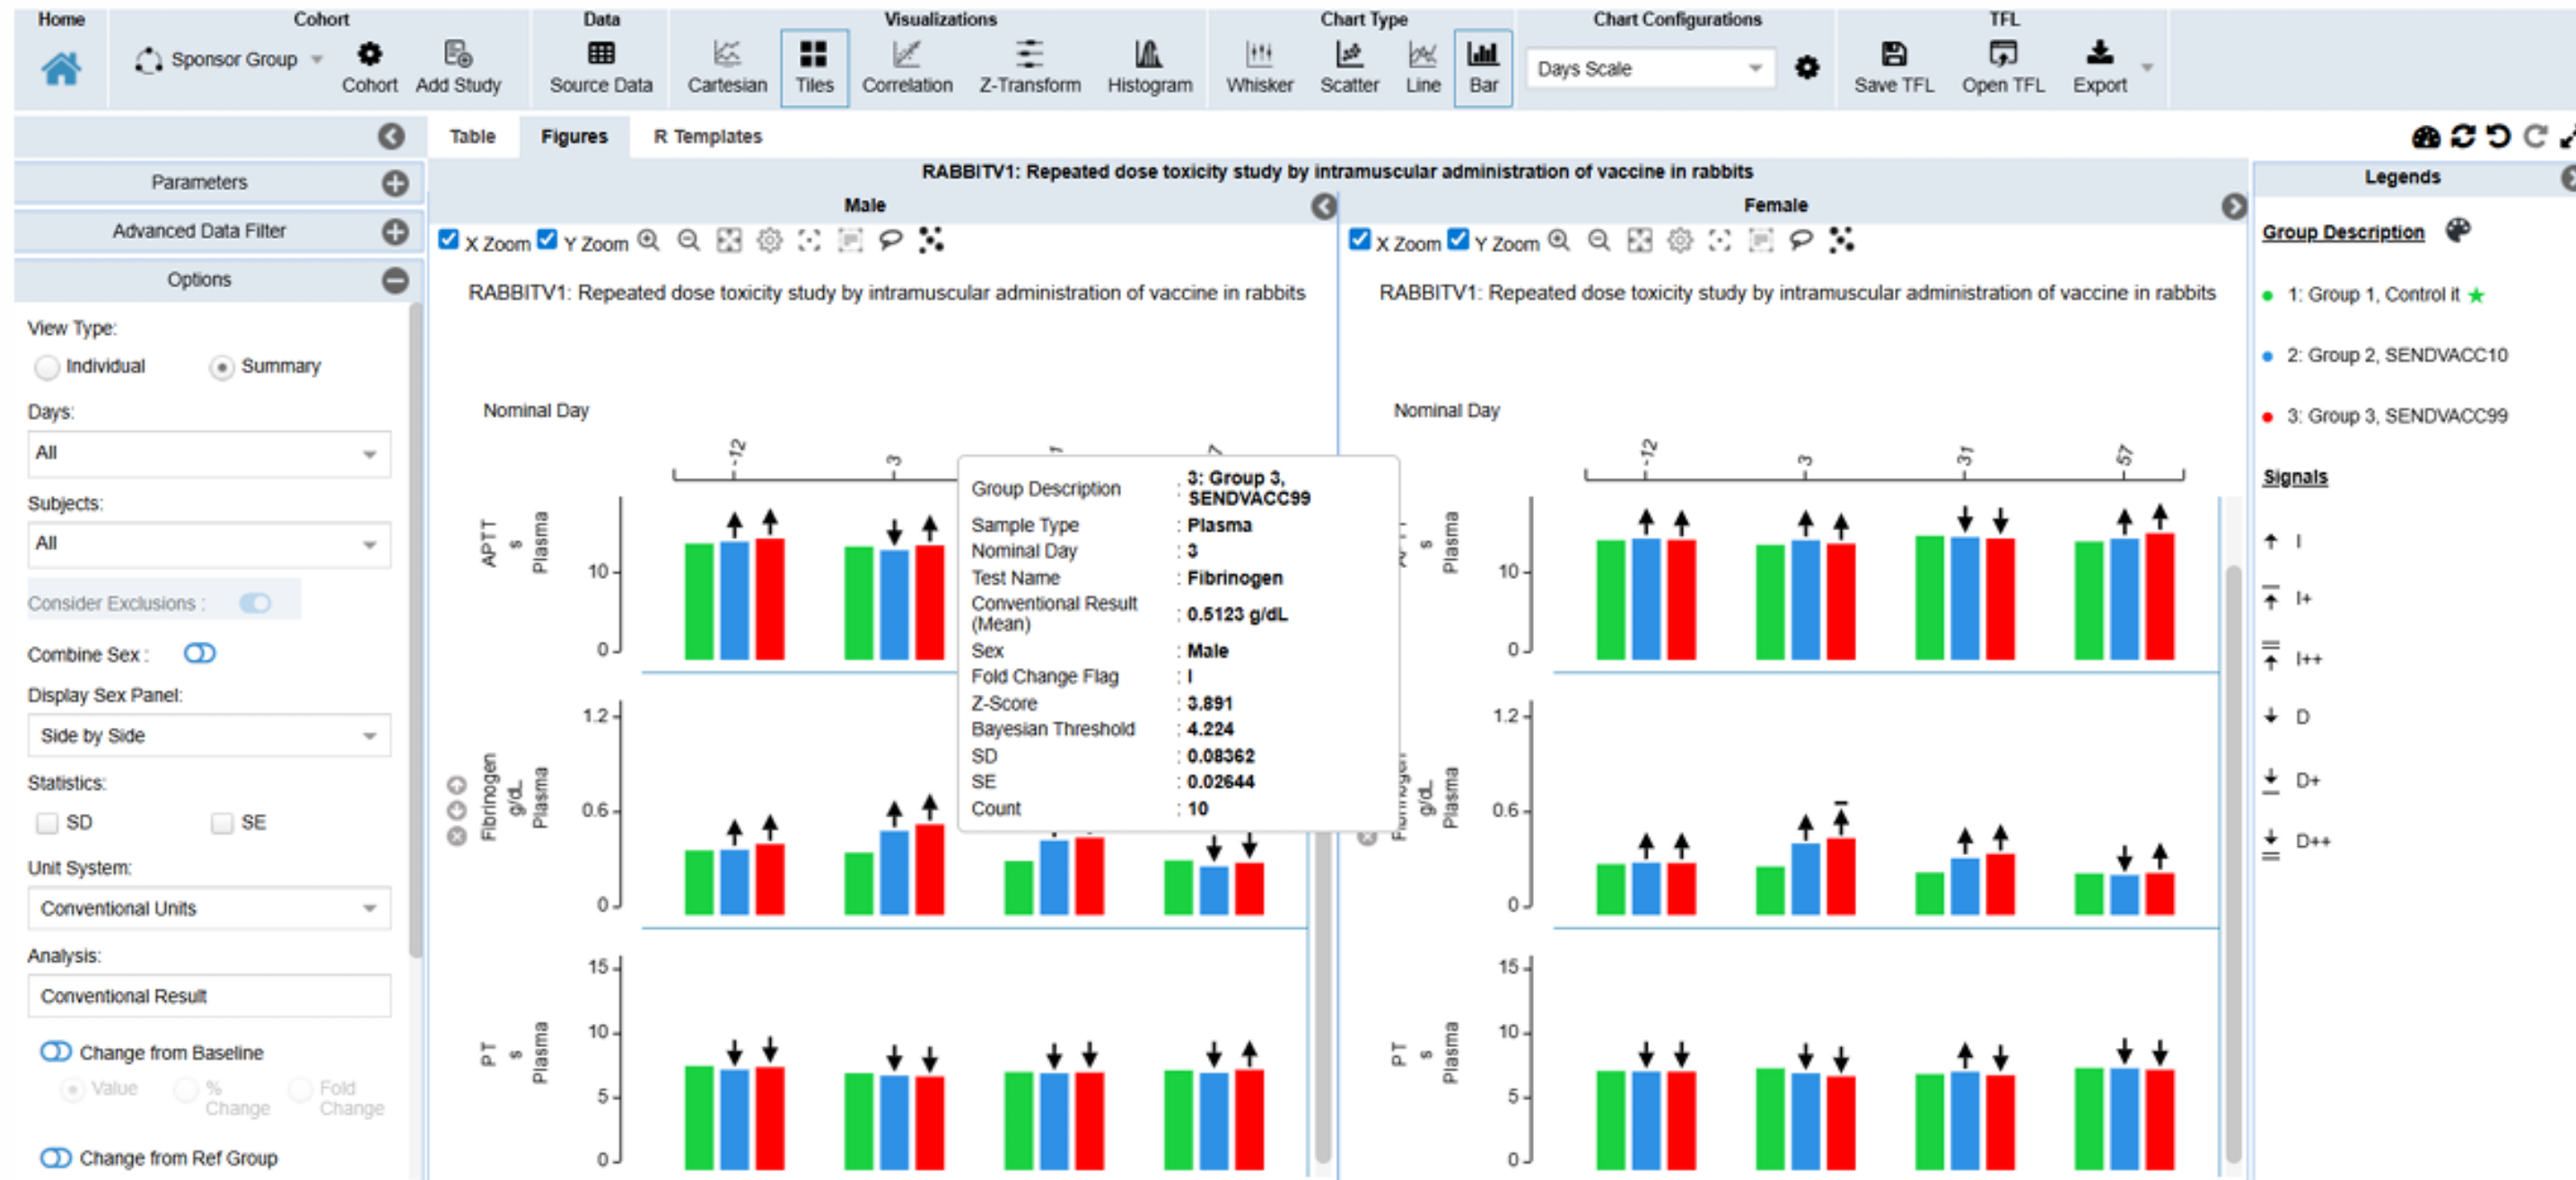 Home Cohort Data Visualizations Chart Type Chart Configurations TFL
Sponsor Group Days Scale
Cohort Add Study Source Data Cartesian Tiles Correlation Z-Transform Histogram Whisker Scatter Line Bar Save TFL Open TFL Export
Table Figures R Templates
Parameters
Advanced Data Filter
Options
View Type:
Individual Summary
Days:
All
Subjects:
All
Consider Exclusions :
Combine Sex :
Display Sex Panel:
Side by Side
Statistics:
SD SE
Unit System:
Conventional Units
Analysis:
Conventional Result
Change from Baseline
Value % Change Fold Change
Change from Ref Group
RABBITV1: Repeated dose toxicity study by intramuscular administration of vaccine in rabbits
Male
X Zoom Y Zoom
RABBITV1: Repeated dose toxicity study by intramuscular administration of vaccine in rabbits
Nominal Day
-12 3
APTT
s
Plasma
10
0
Fibrinogen
g/dL
Plasma
1.2
0.6
0
PT
s
Plasma
15
10
5
0
Group Description : 3: Group 3,
SENDVACC99
Sample Type : Plasma
Nominal Day : 3
Test Name : Fibrinogen
Conventional Result
(Mean) : 0.5123 g/dL
Sex : Male
Fold Change Flag : I
Z-Score : 3.891
Bayesian Threshold : 4.224
SD : 0.08362
SE : 0.02644
Count : 10
Female
X Zoom Y Zoom
RABBITV1: Repeated dose toxicity study by intramuscular administration of vaccine in rabbits
Nominal Day
-12 3 31 57
s
Plasma
10
0
g/dL
Plasma
1.2
0.6
0
PT
s
Plasma
15
10
5
0
Legends
Group Description
1: Group 1, Control it
2: Group 2, SENDVACC10
3: Group 3, SENDVACC99
Signals
I
I+
I++
D
D+
D++